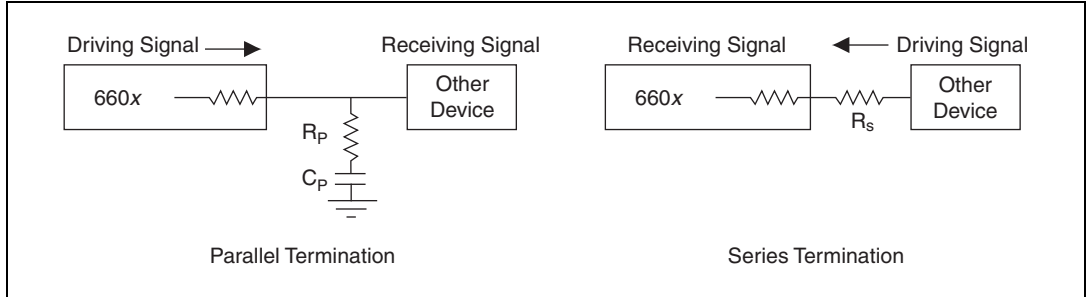 Driving Signal
Receiving Signal
660x
Other
Device
RP
CP
Parallel Termination
Receiving Signal
Driving Signal
660x
Other
Device
Rs
Series Termination